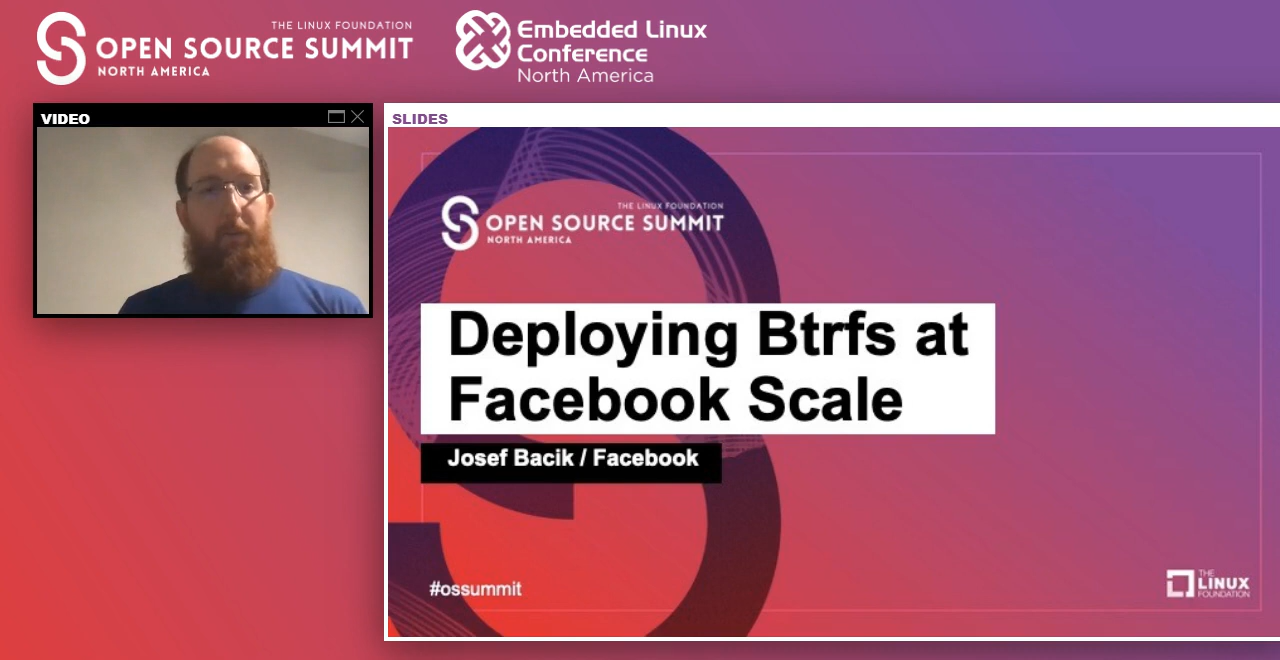 THE LINUX FOUNDATION
OPEN SOURCE SUMMIT
NORTH AMERICA
Embedded Linux
Conference
North America
VIDEO
SLIDES
THE LINUX FOUNDATION
OPEN SOURCE SUMMIT
NORTH AMERICA
Deploying Btrfs at
Facebook Scale
Josef Bacik / Facebook
#ossummit
THE
LINUX
FOUNDATION